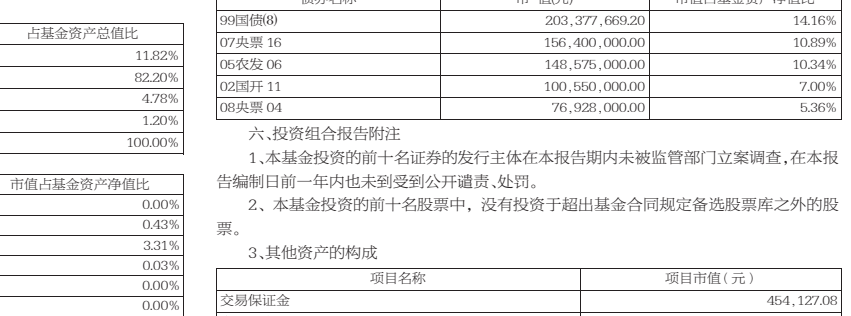 占基金资产总值比
11.82%
82.20%
4.78%
1.20%
100.00%
市值占基金资产净值比
0.00%
0.43%
3.31%
0.03%
0.00%
0.00%
99国债(8) 203,377,669.20 14.16%
07央票 16 156,400,000.00 10.89%
05农发 06 148,575,000.00 10.34%
02国开 11 100,550,000.00 7.00%
08央票 04 76,928,000.00 5.36%
六、投资组合报告附注
1、本基金投资的前十名证券的发行主体在本报告期内未被监管部门立案调查,在本报
告编制日前一年内也未到受到公开谴责、处罚。
2、 本基金投资的前十名股票中, 没有投资于超出基金合同规定备选股票库之外的股
票。
3、其他资产的构成
项目名称 项目市值(元)
交易保证金 454,127.08